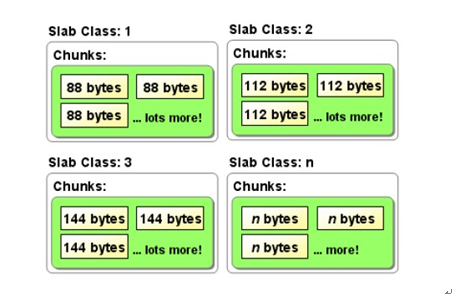 Slab Class: 1
Chunks:
88 bytes 88 bytes
88 bytes ... lots more!
Slab Class: 2
Chunks:
112 bytes 112 bytes
112 bytes ... lots more!
Slab Class: 3
Chunks:
144 bytes 144 bytes
144 bytes ... lots more!
Slab Class: n
Chunks:
n bytes n bytes
n bytes ... more!